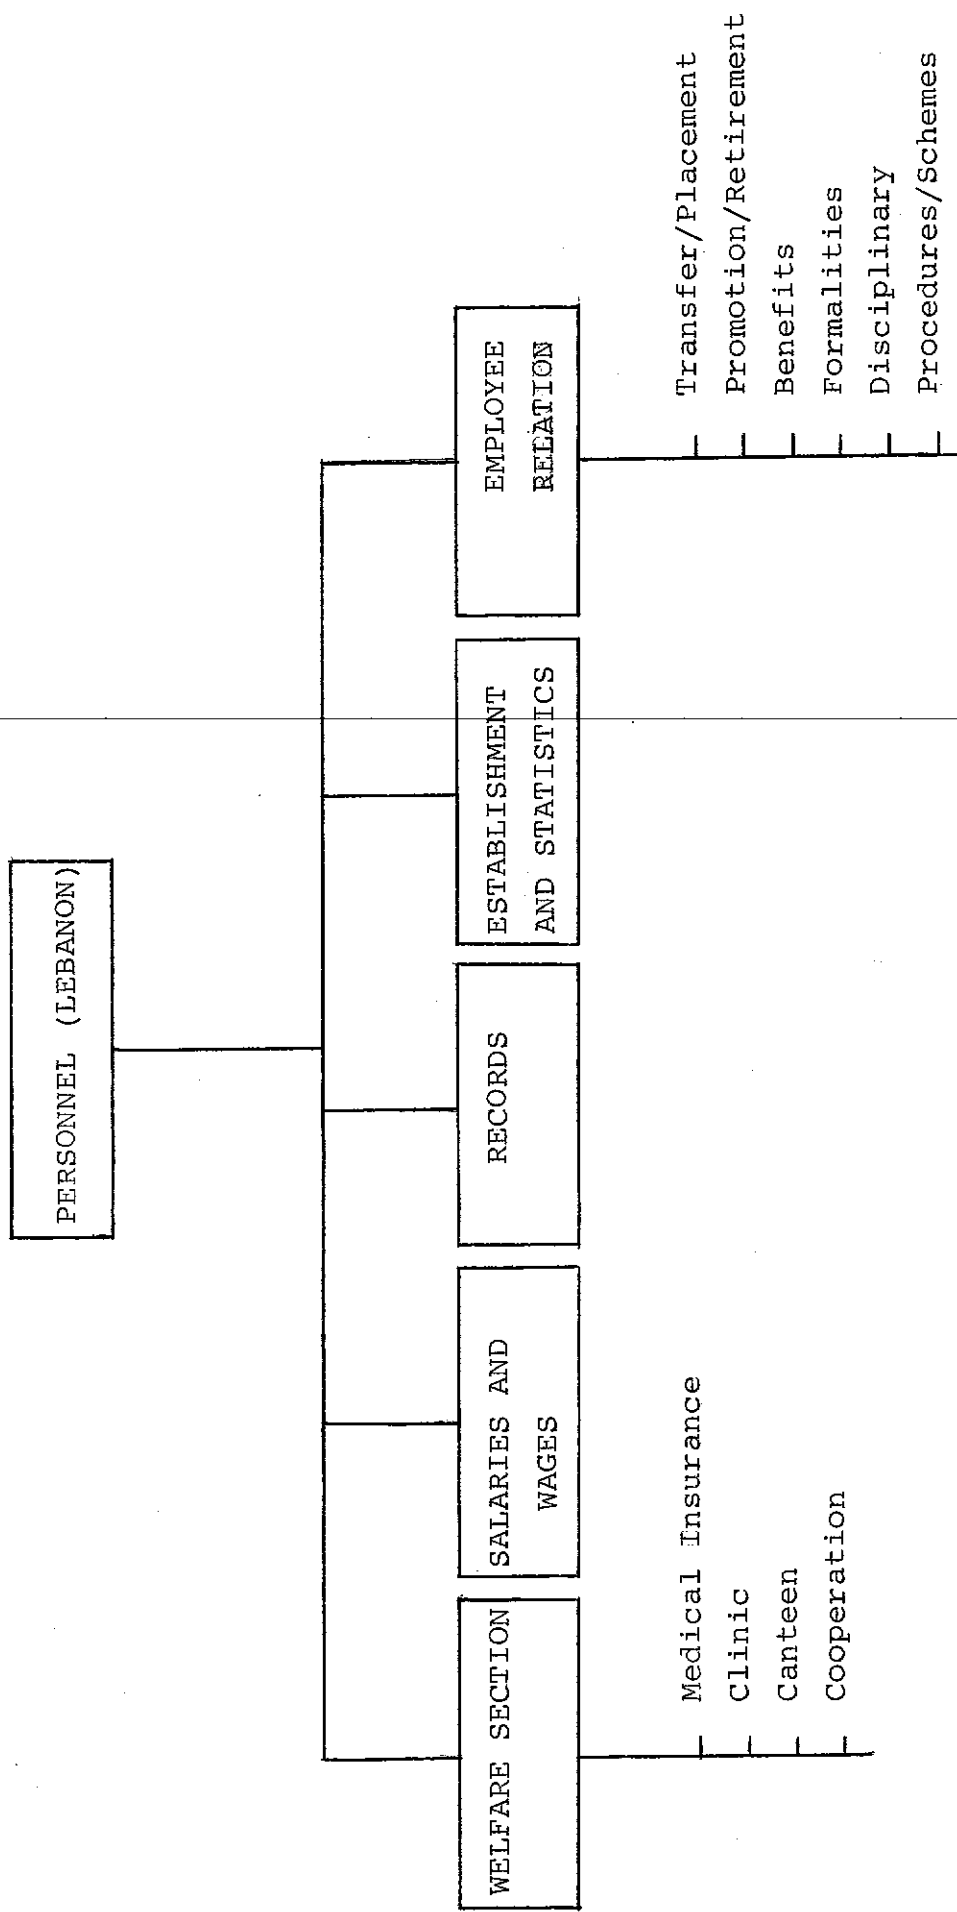 PERSONNEL (LEBANON)
WELFARE SECTION
SALARIES AND
WAGES
RECORDS
ESTABLISHMENT
AND STATISTICS
EMPLOYEE
RELATION
Medical Insurance
Clinic
Canteen
Cooperation
Transfer/Placement
Promotion/Retirement
Benefits
Formalities
Disciplinary
Procedures/Schemes